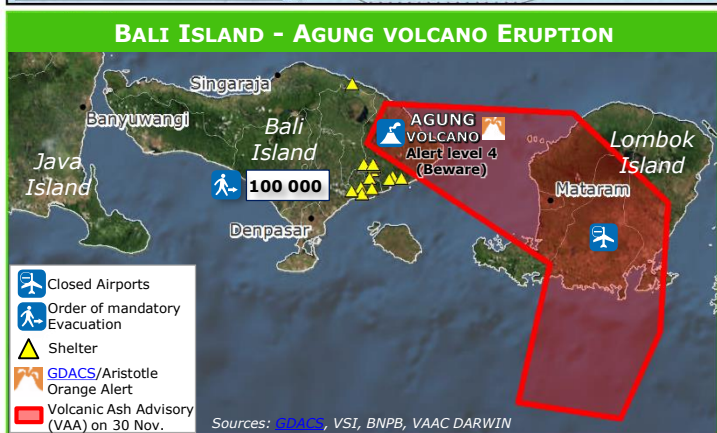 BALI ISLAND - AGUNG VOLCANO ERUPTION
Singaraja
Banyuwangi
Bali
Island
AGUNG
VOLCANO
Alert level 4
(Beware)
Lombok
Island
Java
Island
100 000
Mataram
Denpasar
Closed Airports
Order of mandatory
Evacuation
Shelter
GDACS/Aristotle
Orange Alert
Volcanic Ash Advisory
(VAA) on 30 Nov.
Sources: GDACS, VSI, BNPB, VAAC DARWIN